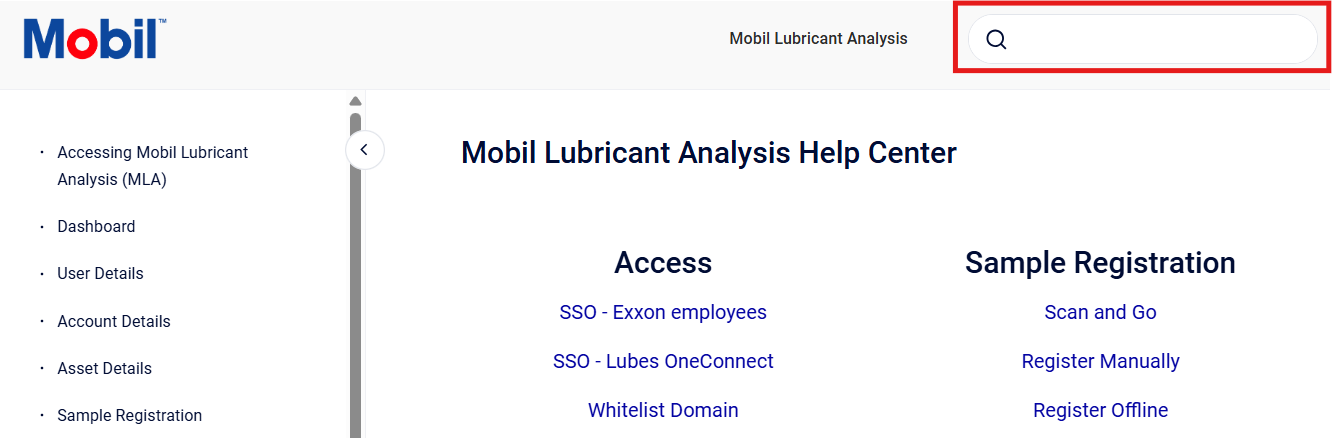 Mobil™
Mobil Lubricant Analysis
Accessing Mobil Lubricant
Analysis (MLA)
Dashboard
User Details
Account Details
Asset Details
Sample Registration
Mobil Lubricant Analysis Help Center
Access
SSO - Exxon employees
SSO - Lubes OneConnect
Whitelist Domain
Sample Registration
Scan and Go
Register Manually
Register Offline